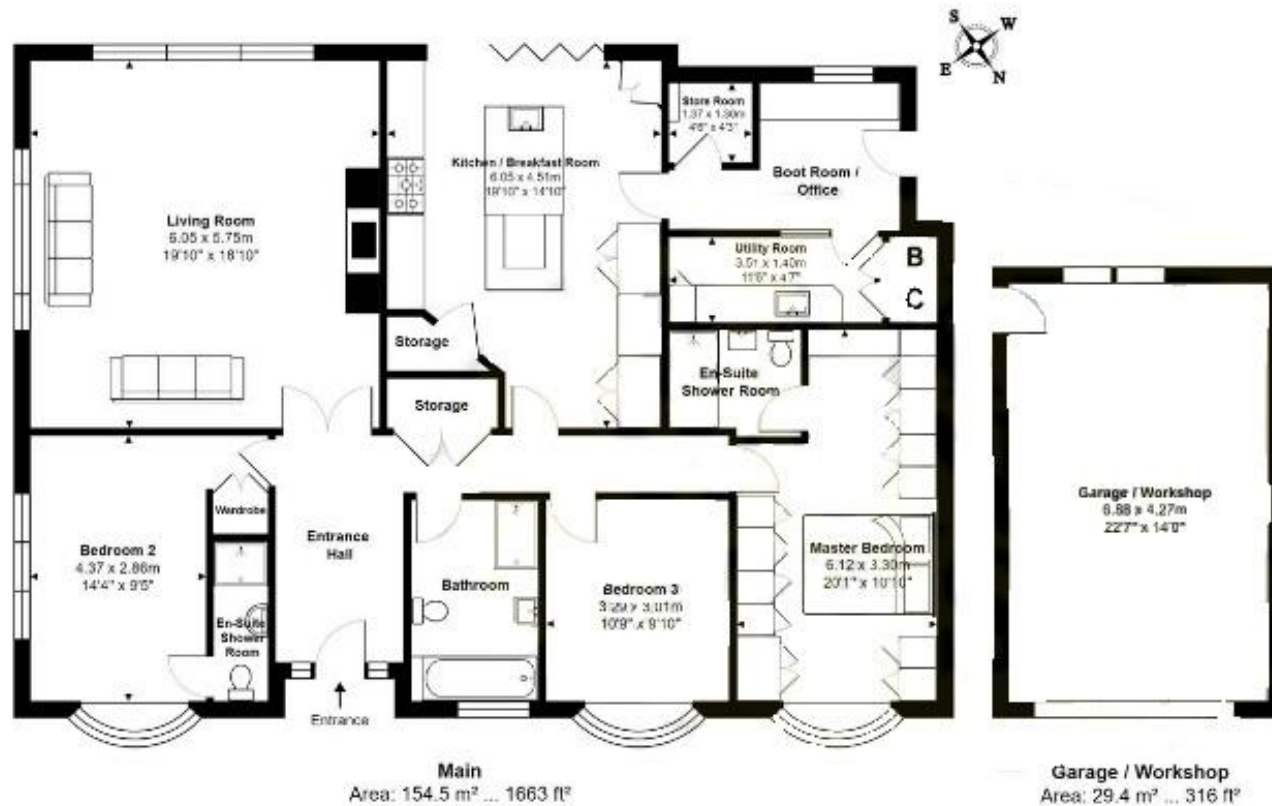 S
W
E
N
Living Room
6.05 x 5.75m
19'10" x 18'10"
Kitchen / Breakfast Room
6.05 x 4.51m
19'10" x 14'10"
Store Room
1.37 x 1.30m
4'6" x 4'3"
Boot Room /
Office
Utility Room
3.51 x 1.40m
11'6" x 4'7"
B
C
Storage
Storage
En-Suite
Shower Room
Wardrobe
Bedroom 2
4.37 x 2.86m
14'4" x 9'5"
En-Suite
Shower
Room
Entrance
Hall
Bathroom
Bedroom 3
3.29 x 3.01m
10'9" x 9'10"
Master Bedroom
6.12 x 3.30m
20'1" x 10'10"
Garage / Workshop
6.88 x 4.27m
22'7" x 14'0"
Entrance
Main
Area: 154.5 m² ... 1663 ft²
Garage / Workshop
Area: 29.4 m² ... 316 ft²